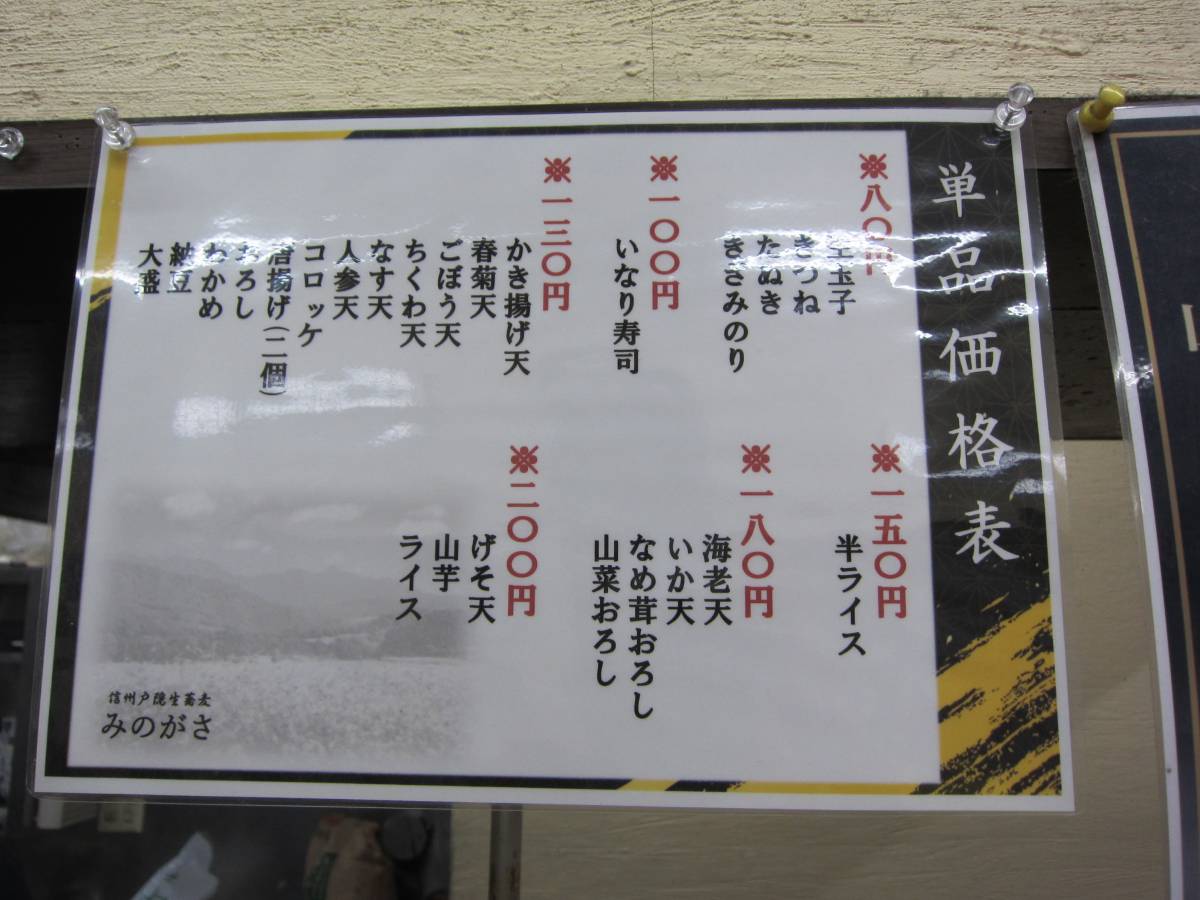 単品価格表
※八〇円
生玉子
きつね
たぬき
きざみのり
※一〇〇円
いなり寿司
※一三〇円
かき揚げ天
春菊天
ごぼう天
ちくわ天
なす天
人参天
コロッケ
唐揚げ(二個)
おろし
わかめ
納豆
大盛
※一五〇円
半ライス
※一八〇円
海老天
いか天
なめ茸おろし
山菜おろし
※二〇〇円
げそ天
山芋
ライス
信州戸隠生蕎麦
みのがさ